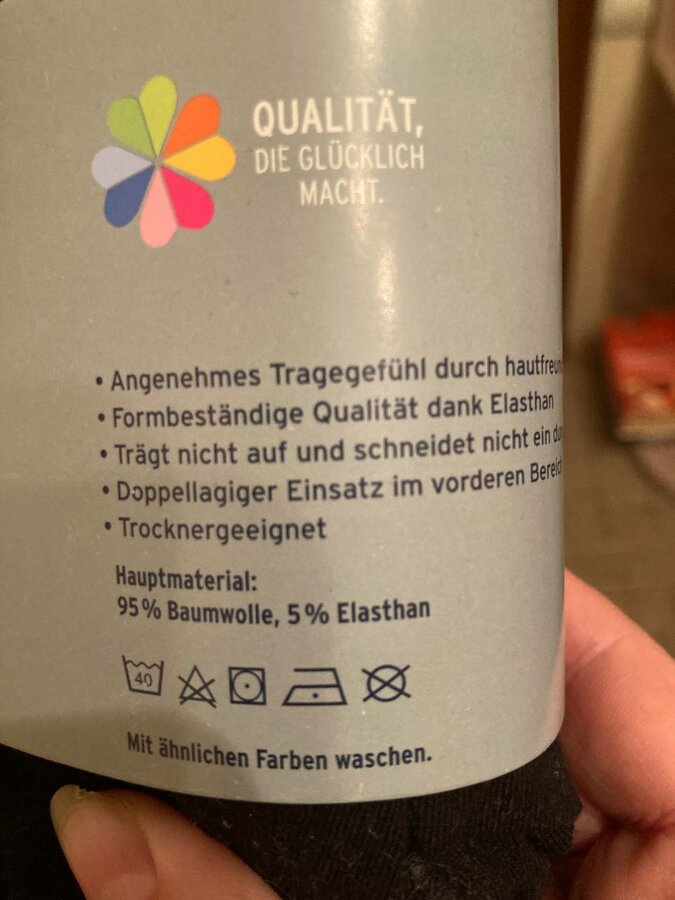 QUALITÄT,
DIE GLÜCKLICH
MACHT.
• Angenehmes Tragegefühl durch
• Formbeständige Qualität dank Elasthan
• Trägt nicht auf und schneidet nicht ein
• Doppellagiger Einsatz im vorderen Bereich
• Trocknergeeignet
Hauptmaterial:
95% Baumwolle, 5% Elasthan
40
Mit ähnlichen Farben waschen.